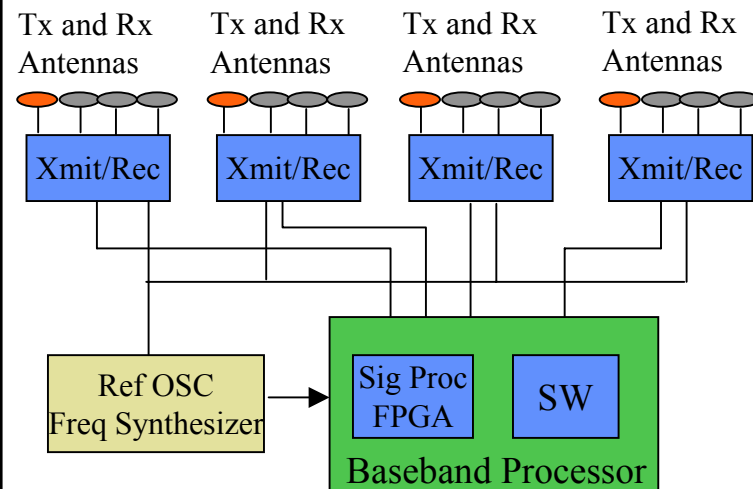 Tx and Rx
Antennas
Tx and Rx
Antennas
Tx and Rx
Antennas
Tx and Rx
Antennas
Xmit/Rec
Xmit/Rec
Xmit/Rec
Xmit/Rec
Ref OSC
Freq Synthesizer
Sig Proc
FPGA
SW
Baseband Processor